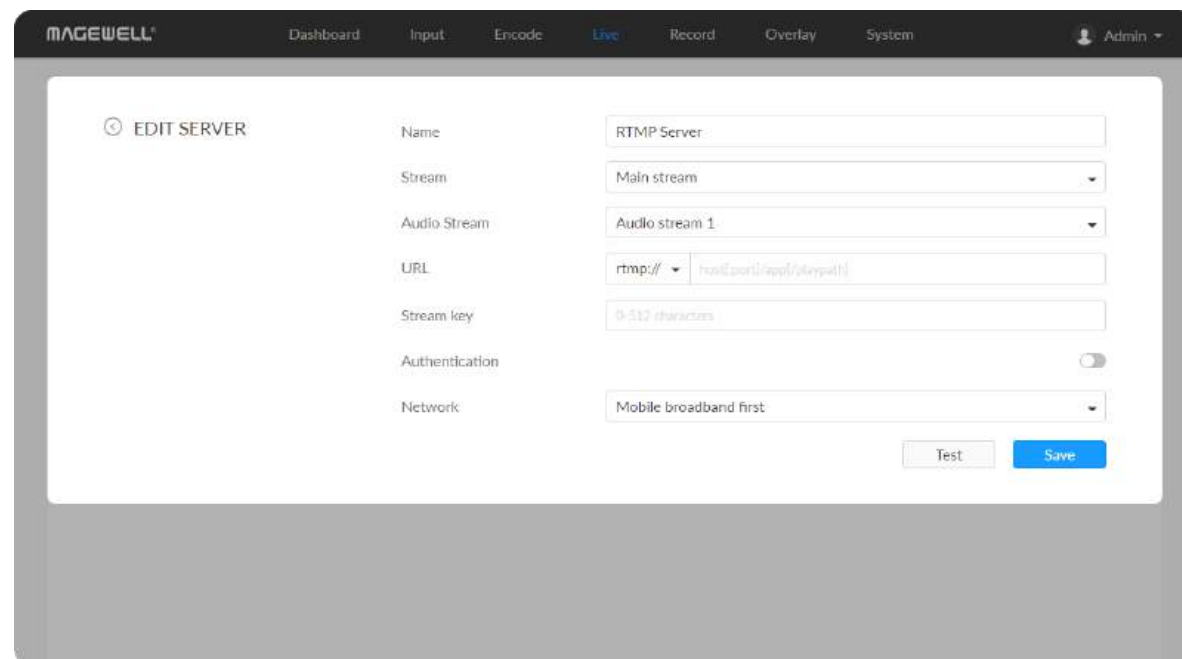 MAGEWELL®
Dashboard Input Encode Live Record Overlay System Admin
EDIT SERVER
Name RTMP Server
Stream Main stream
Audio Stream Audio stream 1
URL rtmp:// host[:port]/app[/playpath]
Stream key 0-512 characters
Authentication
Network Mobile broadband first
Test Save